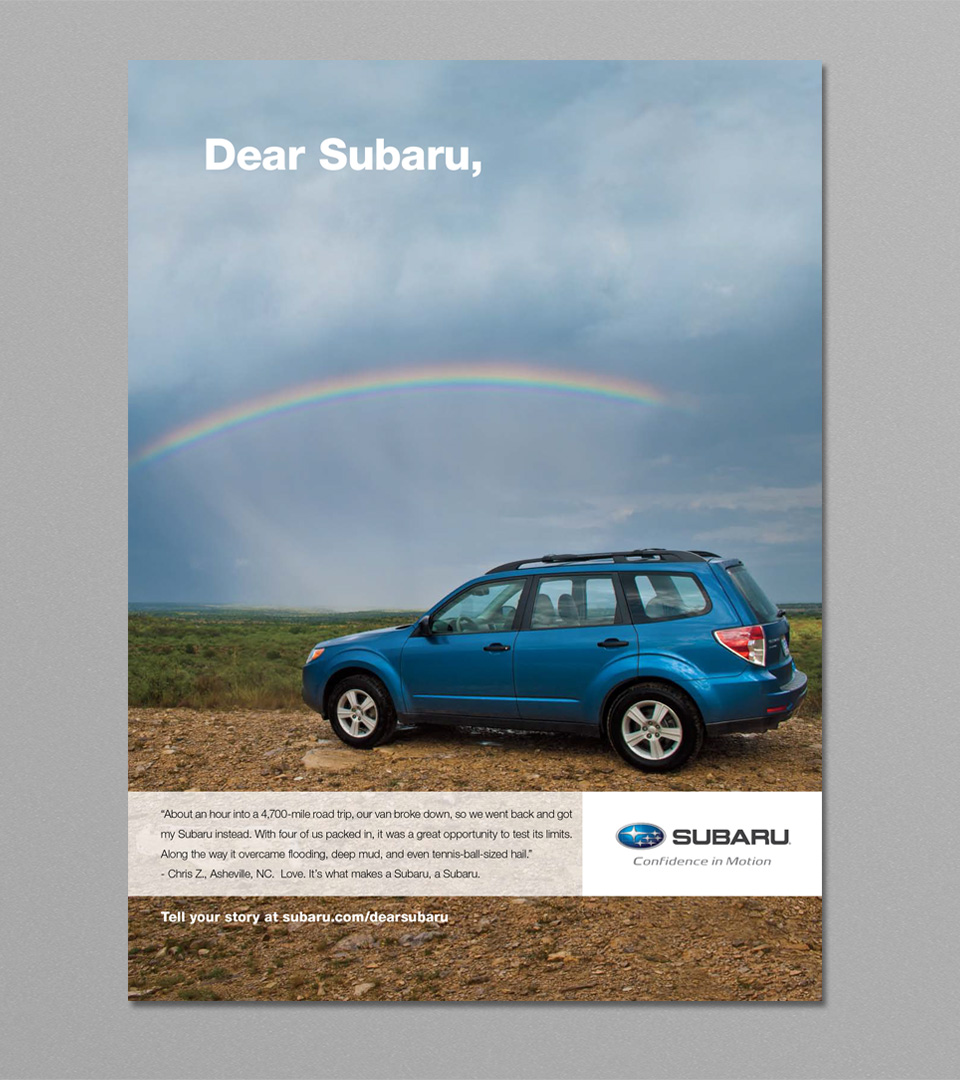 Dear Subaru,
“About an hour into a 4,700-mile road trip, our van broke down, so we went back and got
my Subaru instead. With four of us packed in, it was a great opportunity to test its limits.
Along the way it overcame flooding, deep mud, and even tennis-ball-sized hail.”
- Chris Z., Asheville, NC.  Love. It’s what makes a Subaru, a Subaru.
SUBARU
Confidence in Motion
Tell your story at subaru.com/dearsubaru